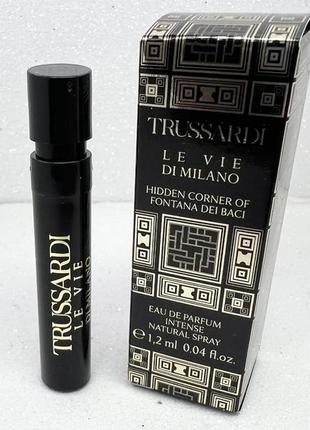 TRUSSARDI
LE VIE
DI MILANO
TRUSSARDI
LE VIE
DI MILANO
HIDDEN CORNER OF
FONTANA DEI BACI
EAU DE PARFUM
INTENSE
NATURAL SPRAY
℮ 1,2 ml 0.04 fl.oz.